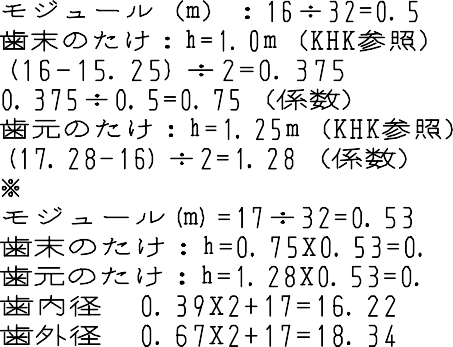 モジュール (m) :16÷32=0.5
歯末のたけ:h=1.0m (KHK参照)
(16-15.25)÷2=0.375
0.375÷0.5=0.75 (係数)
歯元のたけ:h=1.25m (KHK参照)
(17.28-16)÷2=1.28 (係数)
※
モジュール(m)=17÷32=0.53
歯末のたけ:h=0.75X0.53=0.
歯元のたけ:h=1.28X0.53=0.
歯内径 0.39X2+17=16.22
歯外径 0.67X2+17=18.34